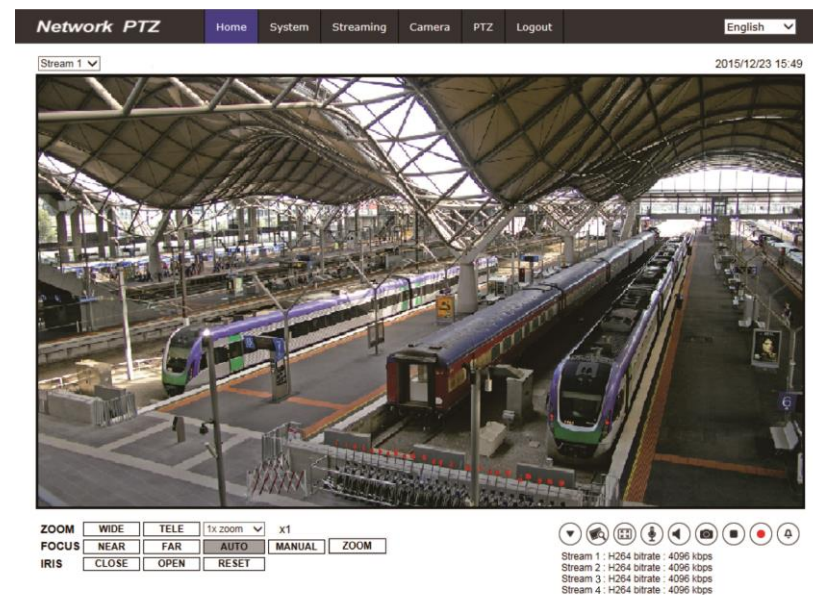 Network PTZ Home System Streaming Camera PTZ Logout English
Stream 1 2015/12/23 15:49
6
ZOOM WIDE TELE 1x zoom x1
FOCUS NEAR FAR AUTO MANUAL ZOOM
IRIS CLOSE OPEN RESET
Stream 1 : H264 bitrate : 4096 kbps
Stream 2 : H264 bitrate : 4096 kbps
Stream 3 : H264 bitrate : 4096 kbps
Stream 4 : H264 bitrate : 4096 kbps